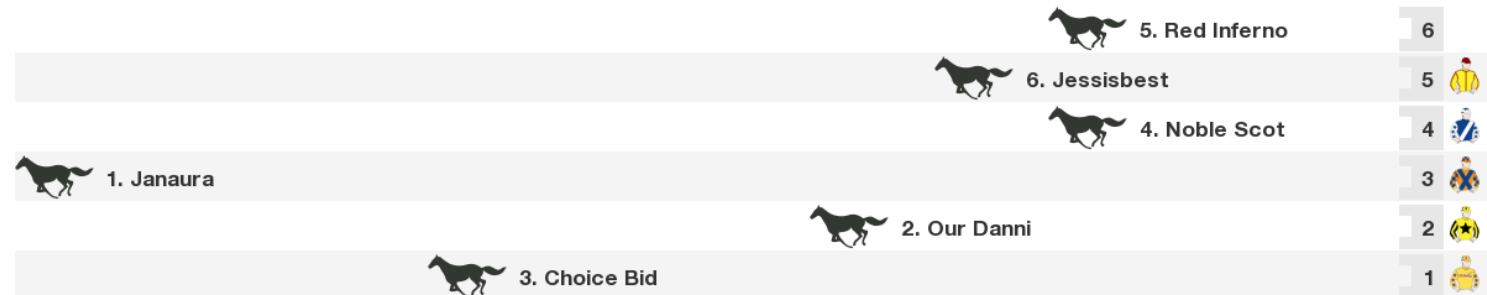 5. Red Inferno 6
6. Jessisbest 5
4. Noble Scot 4
1. Janaura 3
2. Our Danni 2
3. Choice Bid 1